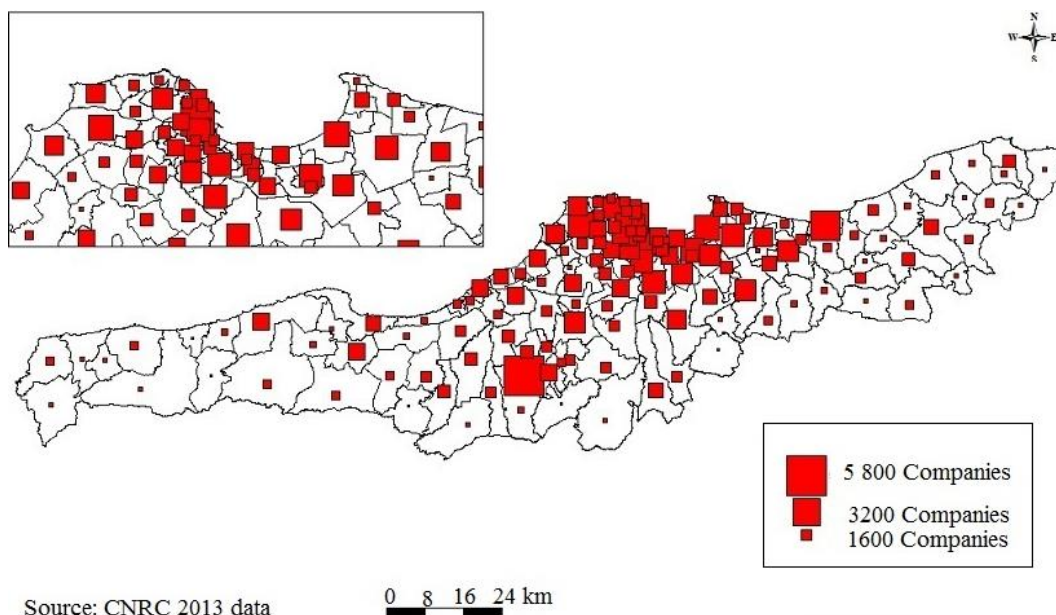 N
W E
S
5 800 Companies
3200 Companies
1600 Companies
0 8 16 24 km
Source: CNRC 2013 data